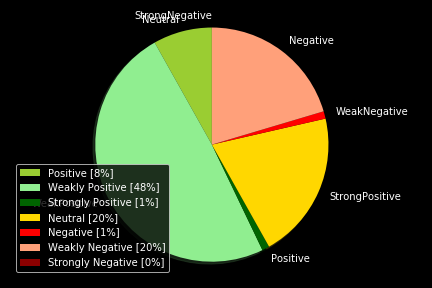 StrongNegative
Neutral
Negative
WeakNegative
StrongPositive
Positive
Positive [8%]
Weakly Positive [48%]
Strongly Positive [1%]
Neutral [20%]
Negative [1%]
Weakly Negative [20%]
Strongly Negative [0%]